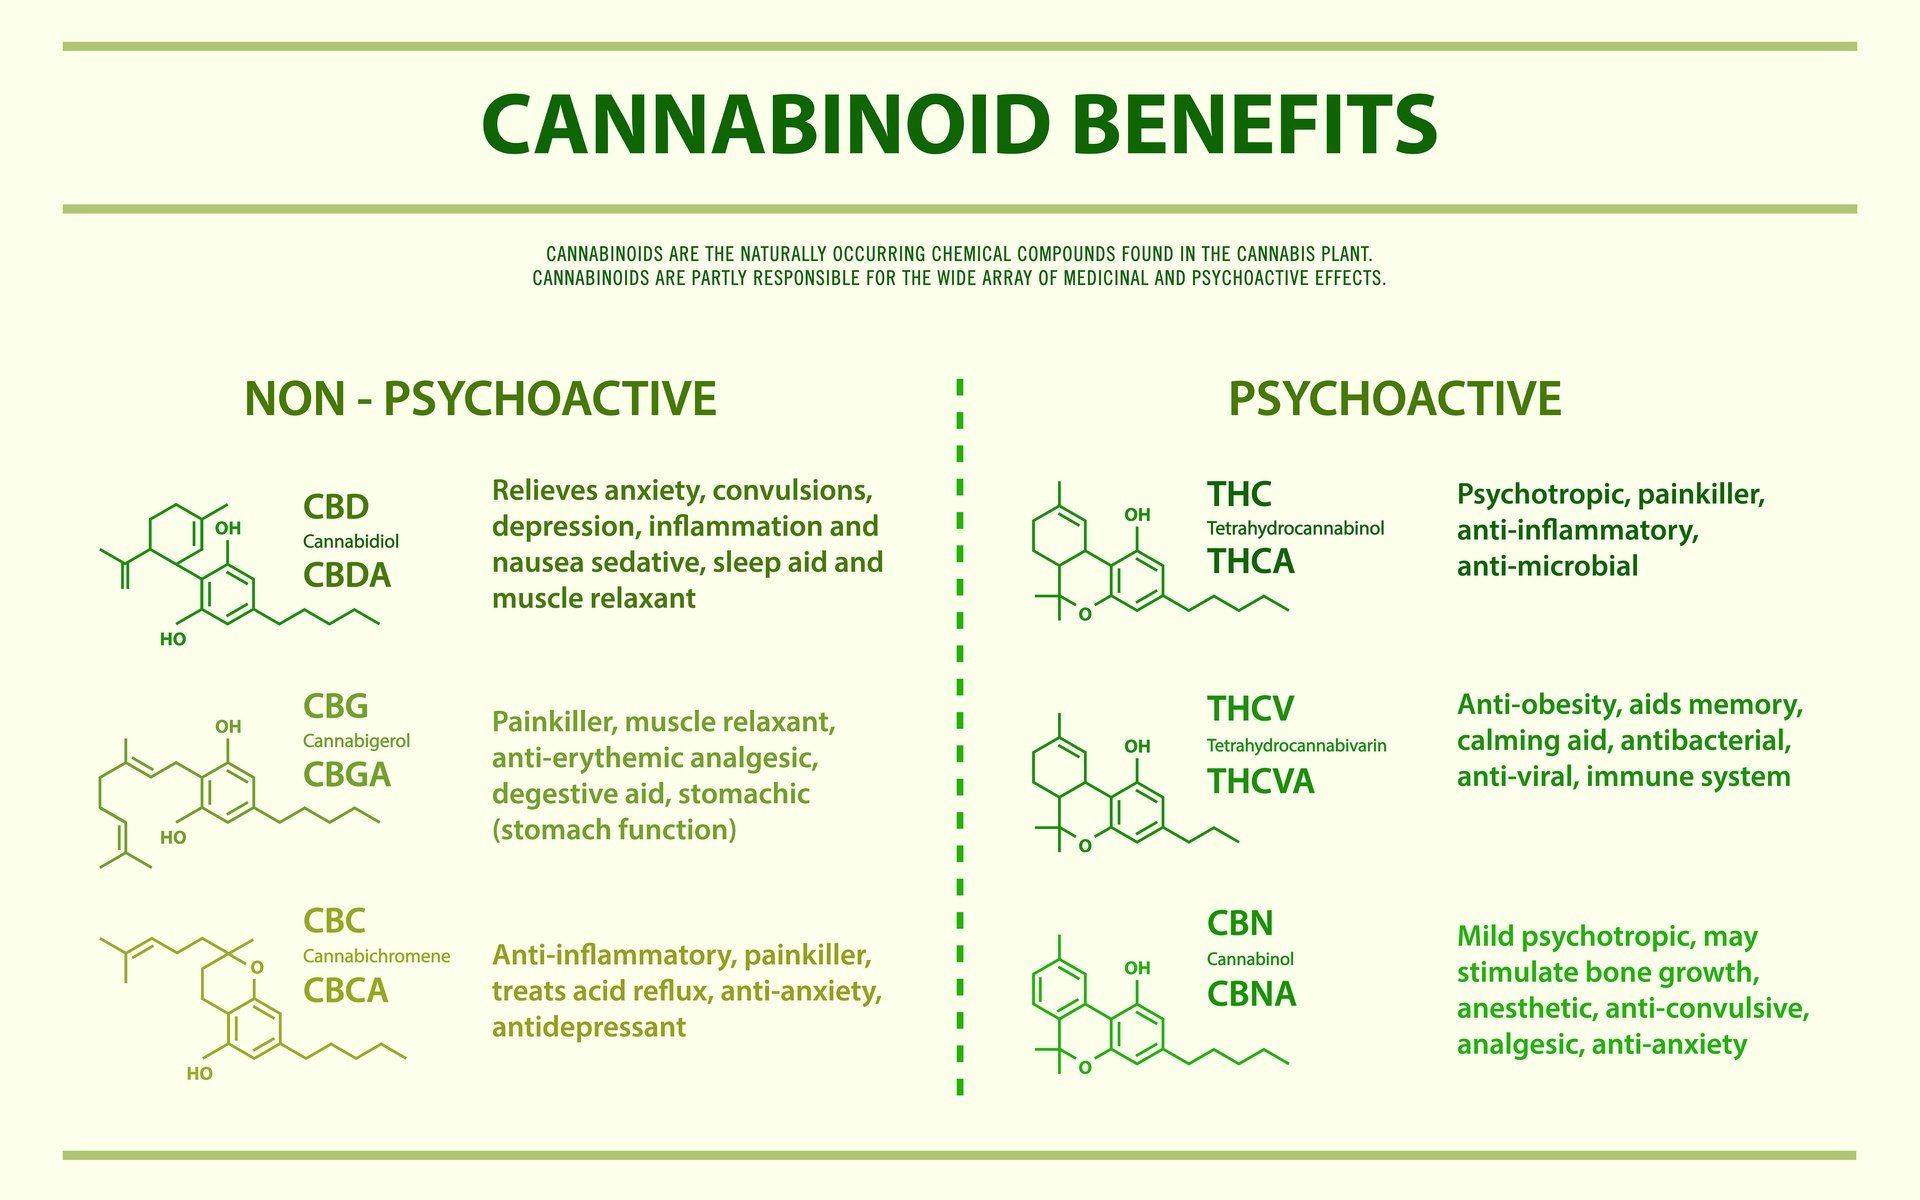 CANNABINOID BENEFITS
CANNABINOIDS ARE THE NATURALLY OCCURRING CHEMICAL COMPOUNDS FOUND IN THE CANNABIS PLANT.
CANNABINOIDS ARE PARTLY RESPONSIBLE FOR THE WIDE ARRAY OF MEDICINAL AND PSYCHOACTIVE EFFECTS.
NON - PSYCHOACTIVE
OH
HO
CBD
Cannabidiol
CBDA
Relieves anxiety, convulsions,
depression, inflammation and
nausea sedative, sleep aid and
muscle relaxant
OH
HO
CBG
Cannabigerol
CBGA
Painkiller, muscle relaxant,
anti-erythemic analgesic,
degestive aid, stomachic
(stomach function)
O
HO
CBC
Cannabichromene
CBCA
Anti-inflammatory, painkiller,
treats acid reflux, anti-anxiety,
antidepressant
PSYCHOACTIVE
OH
O
THC
Tetrahydrocannabinol
THCA
Psychotropic, painkiller,
anti-inflammatory,
anti-microbial
OH
O
THCV
Tetrahydrocannabivarin
THCVA
Anti-obesity, aids memory,
calming aid, antibacterial,
anti-viral, immune system
OH
O
CBN
Cannabinol
CBNA
Mild psychotropic, may
stimulate bone growth,
anesthetic, anti-convulsive,
analgesic, anti-anxiety